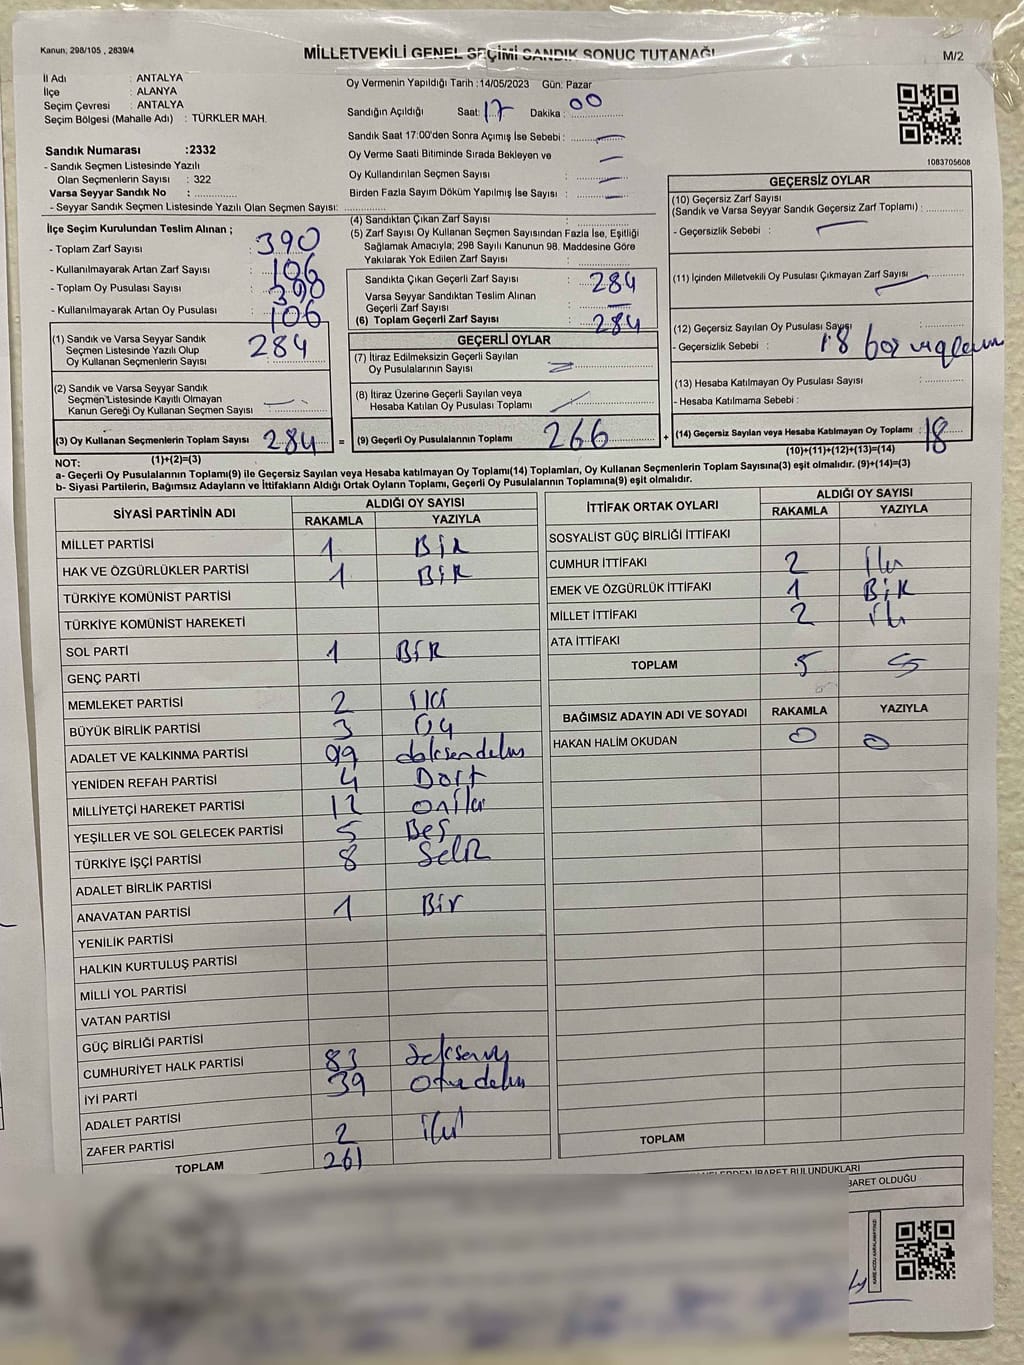 Kanun; 298/105 , 2839/4
MİLLETVEKİLİ GENEL SEÇİMİ SANDIK SONUÇ TUTANAĞI
M/2
İl Adı : ANTALYA
İlçe : ALANYA
Seçim Çevresi : ANTALYA
Seçim Bölgesi (Mahalle Adı) : TÜRKLER MAH.
Oy Vermenin Yapıldığı Tarih :14/05/2023 Gün: Pazar
Sandığın Açıldığı Saat: 17 Dakika : 00
Sandık Saat 17:00'den Sonra Açımış İse Sebebi :
Oy Verme Saati Bitiminde Sırada Bekleyen ve
Oy Kullandırılan Seçmen Sayısı :
Birden Fazla Sayım Döküm Yapılmış İse Sayısı :
1083705608
Sandık Numarası :2332
- Sandık Seçmen Listesinde Yazılı
Olan Seçmenlerin Sayısı : 322
Varsa Seyyar Sandık No :
- Seyyar Sandık Seçmen Listesinde Yazılı Olan Seçmen Sayısı:
İlçe Seçim Kurulundan Teslim Alınan ;
- Toplam Zarf Sayısı : 390
- Kullanılmayarak Artan Zarf Sayısı : 106
- Toplam Oy Pusulası Sayısı : 390
- Kullanılmayarak Artan Oy Pusulası : 106
(1) Sandık ve Varsa Seyyar Sandık
Seçmen Listesinde Yazılı Olup
Oy Kullanan Seçmenlerin Sayısı : 284
(2) Sandık ve Varsa Seyyar Sandık
Seçmen Listesinde Kayıtlı Olmayan
Kanun Gereği Oy Kullanan Seçmen Sayısı :
(3) Oy Kullanan Seçmenlerin Toplam Sayısı 284 =
(1)+(2)=(3)
(4) Sandıktan Çıkan Zarf Sayısı :
(5) Zarf Sayısı Oy Kullanan Seçmen Sayısından Fazla İse, Eşitliği
Sağlamak Amacıyla; 298 Sayılı Kanunun 98. Maddesine Göre
Yakılarak Yok Edilen Zarf Sayısı :
Sandıkta Çıkan Geçerli Zarf Sayısı : 284
Varsa Seyyar Sandıktan Teslim Alınan
Geçerli Zarf Sayısı :
(6) Toplam Geçerli Zarf Sayısı : 284
GEÇERLİ OYLAR
(7) İtiraz Edilmeksizin Geçerli Sayılan
Oy Pusulalarının Sayısı :
(8) İtiraz Üzerine Geçerli Sayılan veya
Hesaba Katılan Oy Pusulası Toplamı :
(9) Geçerli Oy Pusulalarının Toplamı 266 +
GEÇERSİZ OYLAR
(10) Geçersiz Zarf Sayısı
(Sandık ve Varsa Seyyar Sandık Geçersiz Zarf Toplamı) :
- Geçersizlik Sebebi :
(11) İçinden Milletvekili Oy Pusulası Çıkmayan Zarf Sayısı :
(12) Geçersiz Sayılan Oy Pusulası Sayısı :
- Geçersizlik Sebebi : 18
(13) Hesaba Katılmayan Oy Pusulası Sayısı :
- Hesaba Katılmama Sebebi :
(14) Geçersiz Sayılan veya Hesaba Katılmayan Oy Toplamı : 18
(10)+(11)+(12)+(13)=(14)
NOT:
a- Geçerli Oy Pusulalarının Toplamı(9) ile Geçersiz Sayılan veya Hesaba katılmayan Oy Toplamı(14) Toplamları, Oy Kullanan Seçmenlerin Toplam Sayısına(3) eşit olmalıdır. (9)+(14)=(3)
b- Siyasi Partilerin, Bağımsız Adayların ve İttifakların Aldığı Ortak Oyların Toplamı, Geçerli Oy Pusulalarının Toplamına(9) eşit olmalıdır.
SİYASİ PARTİNİN ADI ALDIĞI OY SAYISI
RAKAMLA YAZIYLA
MİLLET PARTİSİ 1 BİR
HAK VE ÖZGÜRLÜKLER PARTİSİ 1 BİR
TÜRKİYE KOMÜNİST PARTİSİ
TÜRKİYE KOMÜNİST HAREKETİ
SOL PARTİ 1 BİR
GENÇ PARTİ
MEMLEKET PARTİSİ 2 iki
BÜYÜK BİRLİK PARTİSİ 3 Üç
ADALET VE KALKINMA PARTİSİ 99
YENİDEN REFAH PARTİSİ 4 Dört
MİLLİYETÇİ HAREKET PARTİSİ 12 oniki
YEŞİLLER VE SOL GELECEK PARTİSİ 5 Beş
TÜRKİYE İŞÇİ PARTİSİ 8 Sekiz
ADALET BİRLİK PARTİSİ
ANAVATAN PARTİSİ 1 Bir
YENİLİK PARTİSİ
HALKIN KURTULUŞ PARTİSİ
MİLLİ YOL PARTİSİ
VATAN PARTİSİ
GÜÇ BİRLİĞİ PARTİSİ
CUMHURİYET HALK PARTİSİ 83
İYİ PARTİ 39
ADALET PARTİSİ
ZAFER PARTİSİ 2 iki
TOPLAM 261
İTTİFAK ORTAK OYLARI ALDIĞI OY SAYISI
RAKAMLA YAZIYLA
SOSYALİST GÜÇ BİRLİĞİ İTTİFAKI
CUMHUR İTTİFAKI 2 iki
EMEK VE ÖZGÜRLÜK İTTİFAKI 1 BİR
MİLLET İTTİFAKI 2 iki
ATA İTTİFAKI
TOPLAM 5 5
BAĞIMSIZ ADAYIN ADI VE SOYADI RAKAMLA YAZIYLA
HAKAN HALİM OKUDAN 0 0
TOPLAM
İBARET BULUNDUKLARI
BARET OLDUĞU